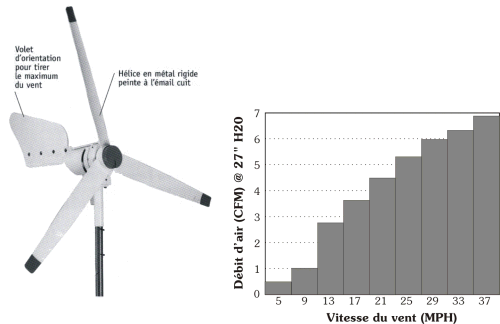 Volet
d'orientation
pour tirer
le maximum
du vent
Hélice en métal rigide
peinte à l'émail cuit
Débit d'air (CFM) @ 27" H20
7
6
5
4
3
2
1
0
5 9 13 17 21 25 29 33 37
Vitesse du vent (MPH)